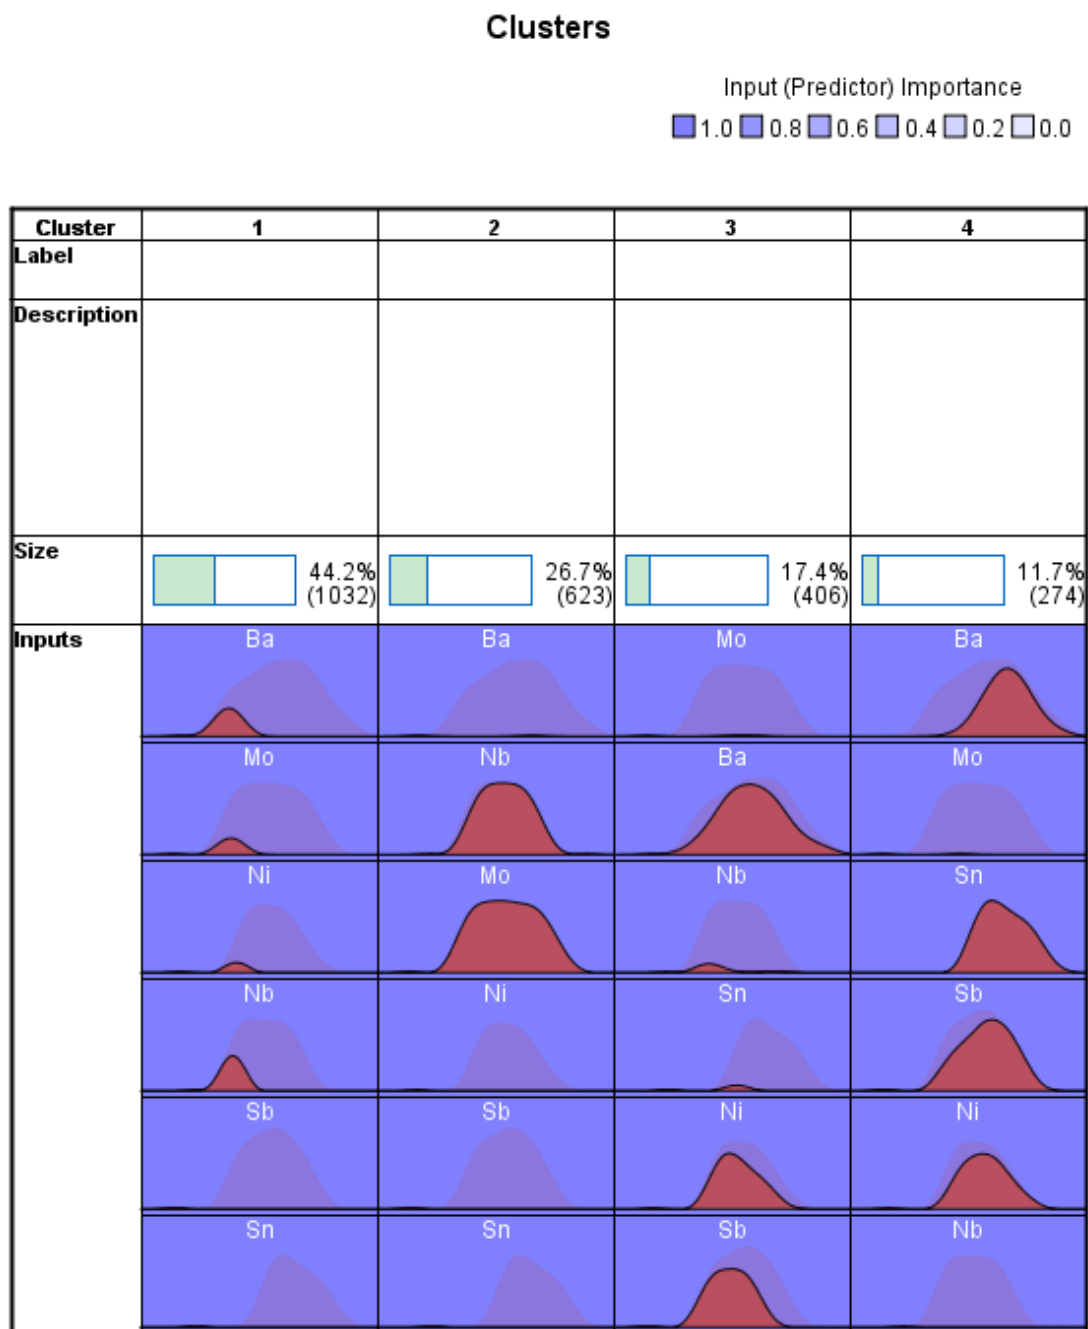 Clusters
Input (Predictor) Importance
1.0 0.8 0.6 0.4 0.2 0.0
Cluster 1 2 3 4
Label
Description
Size
44.2% 26.7% 17.4% 11.7%
(1032) (623) (406) (274)
Inputs Ba Ba Mo Ba
Mo Nb Ba Mo
Ni Mo Nb Sn
Nb Ni Sn Sb
Sb Sb Ni Ni
Sn Sn Sb Nb